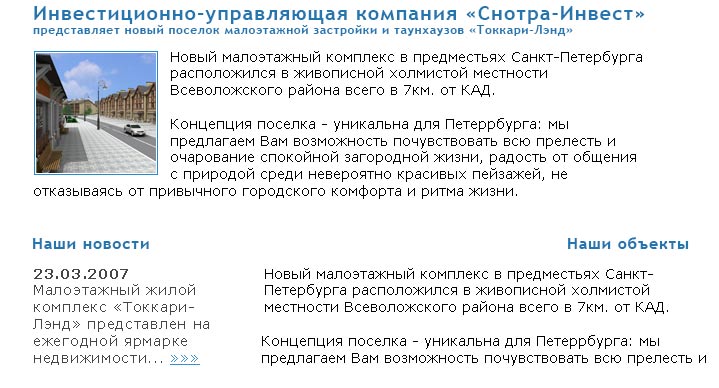 Инвестиционно-управляющая компания «Снотра-Инвест»
представляет новый поселок малоэтажной застройки и таунхаузов «Токкари-Лэнд»
Новый малоэтажный комплекс в предместьях Санкт-Петербурга
расположился в живописной холмистой местности
Всеволожского района всего в 7км. от КАД.
Концепция поселка - уникальна для Петеррбурга: мы
предлагаем Вам возможность почувствовать всю прелесть и
очарование спокойной загородной жизни, радость от общения
с природой среди невероятно красивых пейзажей, не
отказываясь от привычного городского комфорта и ритма жизни.
Наши новости
23.03.2007
Малоэтажный жилой
комплекс «Токкари-
Лэнд» представлен на
ежегодной ярмарке
недвижимости... »»»
Наши объекты
Новый малоэтажный комплекс в предместьях Санкт-
Петербурга расположился в живописной холмистой
местности Всеволожского района всего в 7км. от КАД.
Концепция поселка - уникальна для Петеррбурга: мы
предлагаем Вам возможность почувствовать всю прелесть и